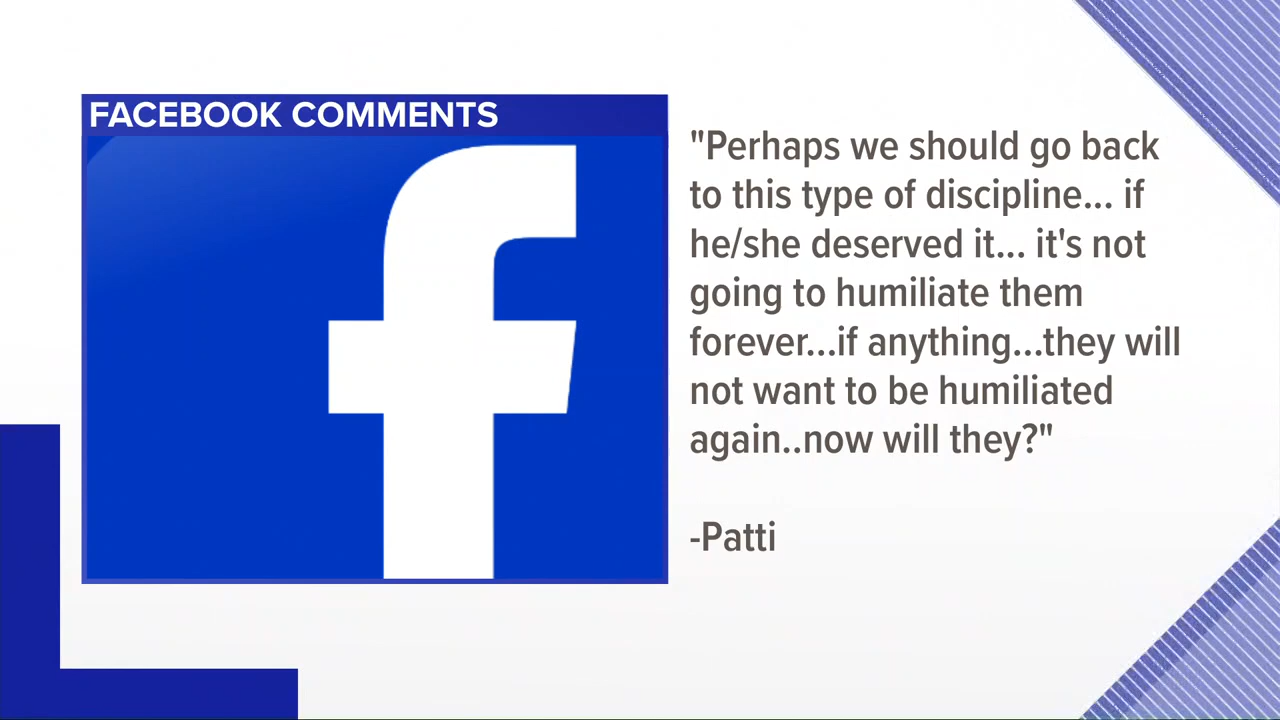 FACEBOOK COMMENTS
"Perhaps we should go back
to this type of discipline... if
he/she deserved it... it's not
going to humiliate them
forever...if anything...they will
not want to be humiliated
again..now will they?"
-Patti